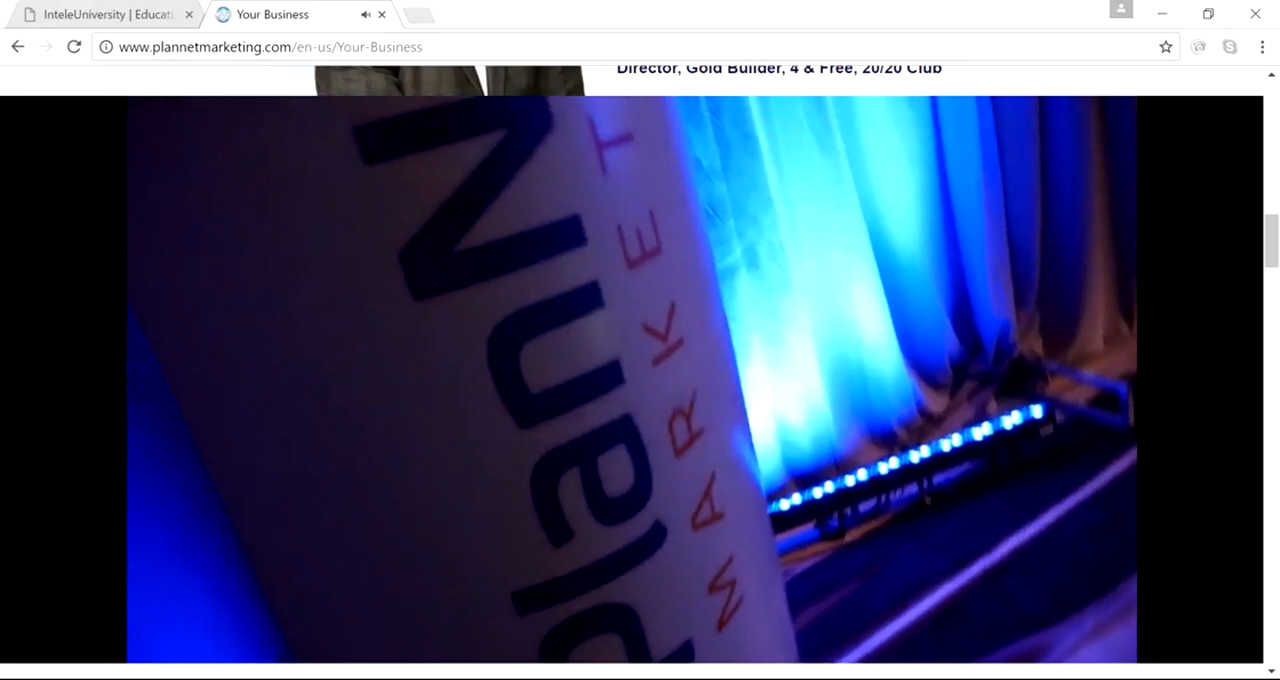 InteleUniversity | Educati
Your Business
www.plannetmarketing.com/en-us/Your-Business
Director, Gold Builder, 4 & Free, 20/20 Club
planN
MARKET